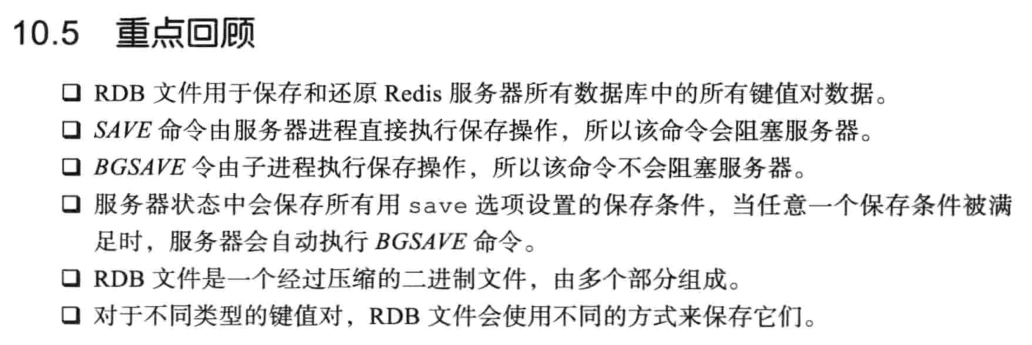 10.5 重点回顾
❑ RDB 文件用于保存和还原 Redis 服务器所有数据库中的所有键值对数据。
❑ SAVE 命令由服务器进程直接执行保存操作，所以该命令会阻塞服务器。
❑ BGSAVE 令由子进程执行保存操作，所以该命令不会阻塞服务器。
❑ 服务器状态中会保存所有用 save 选项设置的保存条件，当任意一个保存条件被满
足时，服务器会自动执行 BGSAVE 命令。
❑ RDB 文件是一个经过压缩的二进制文件，由多个部分组成。
❑ 对于不同类型的键值对，RDB 文件会使用不同的方式来保存它们。